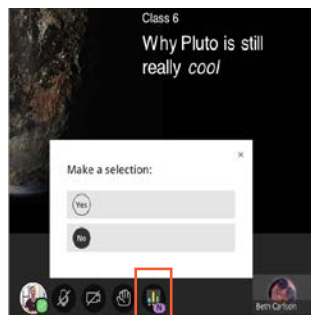 Class 6
Why Pluto is still
really cool
Make a selection:
Yes
No
Beth Carlson